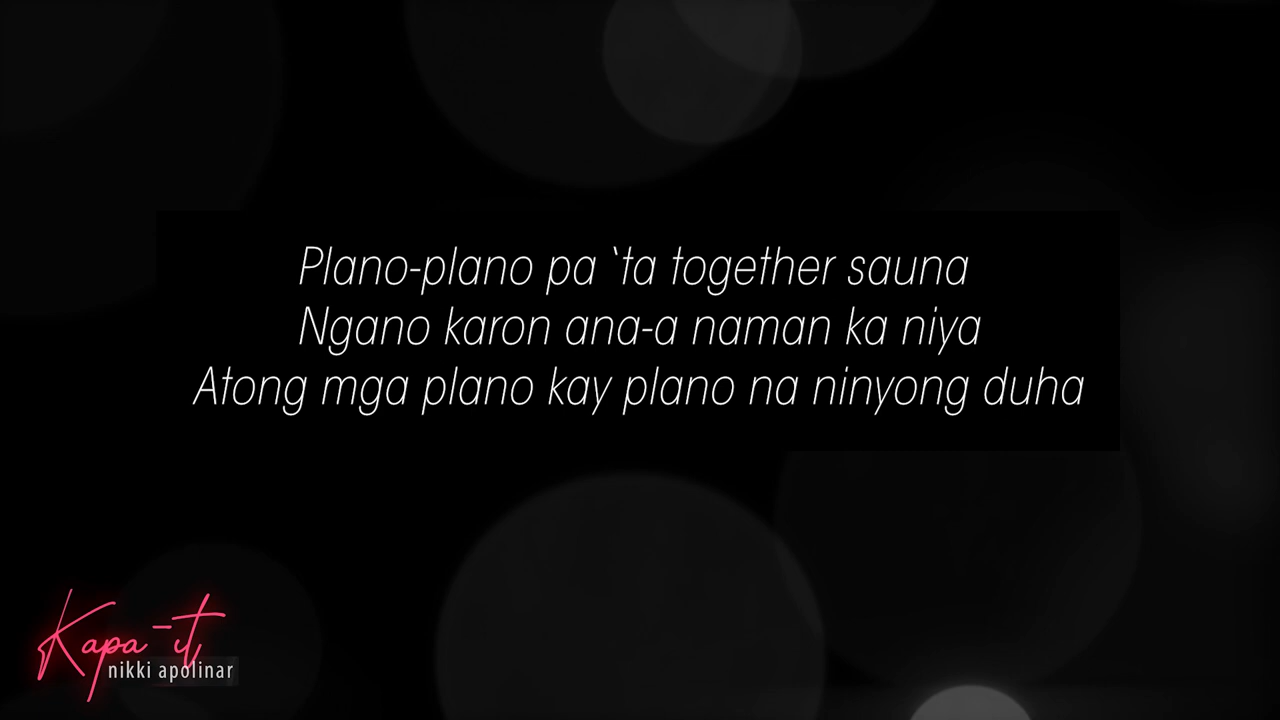 Plano-plano pa `ta together sauna
Ngano karon ana-a naman ka niya
Atong mga plano kay plano na ninyong duha
Kapa-it
nikki apolinar